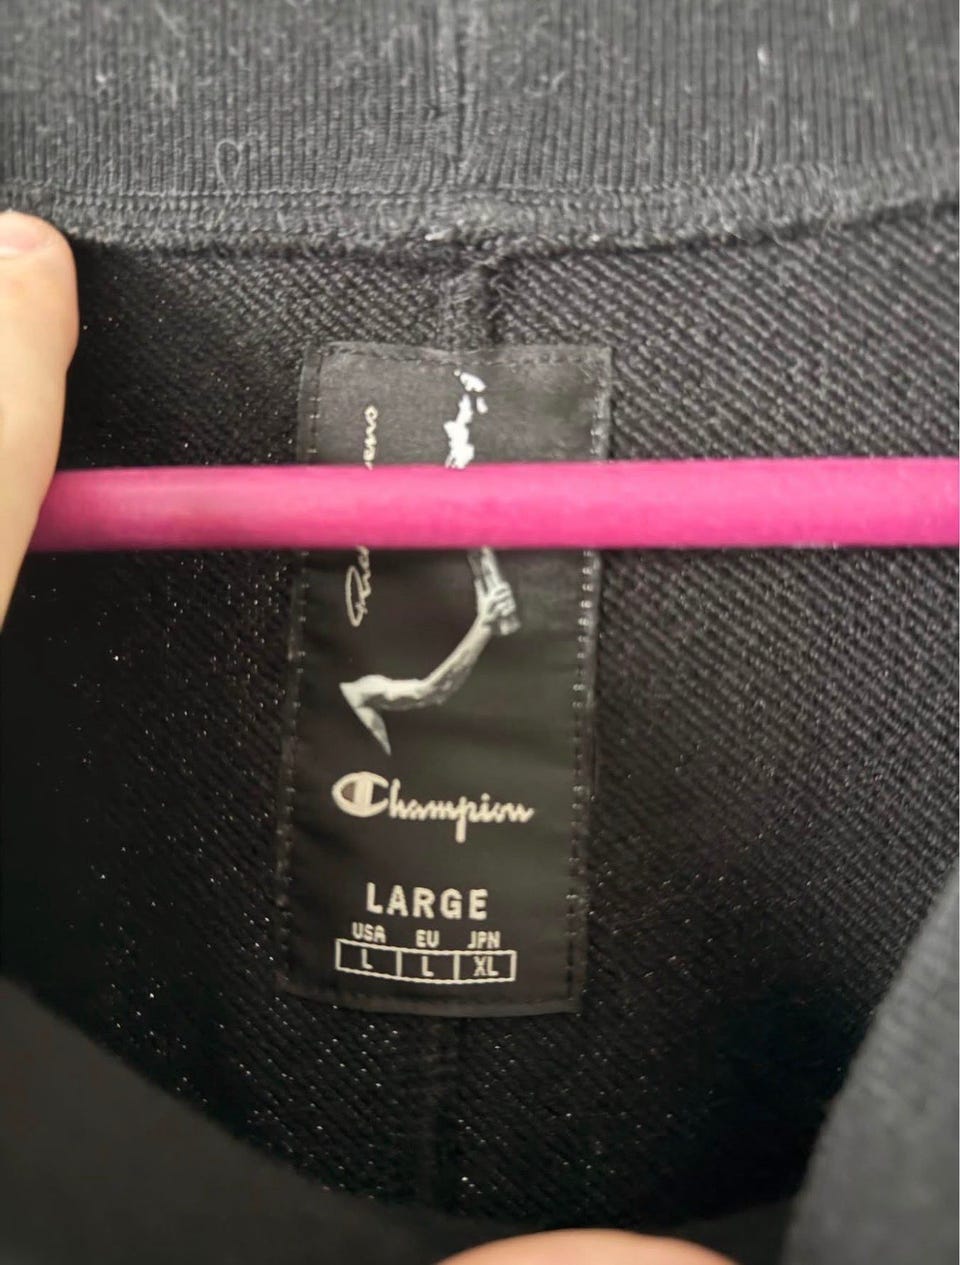 Champion
LARGE
USA EU JPN
L L XL